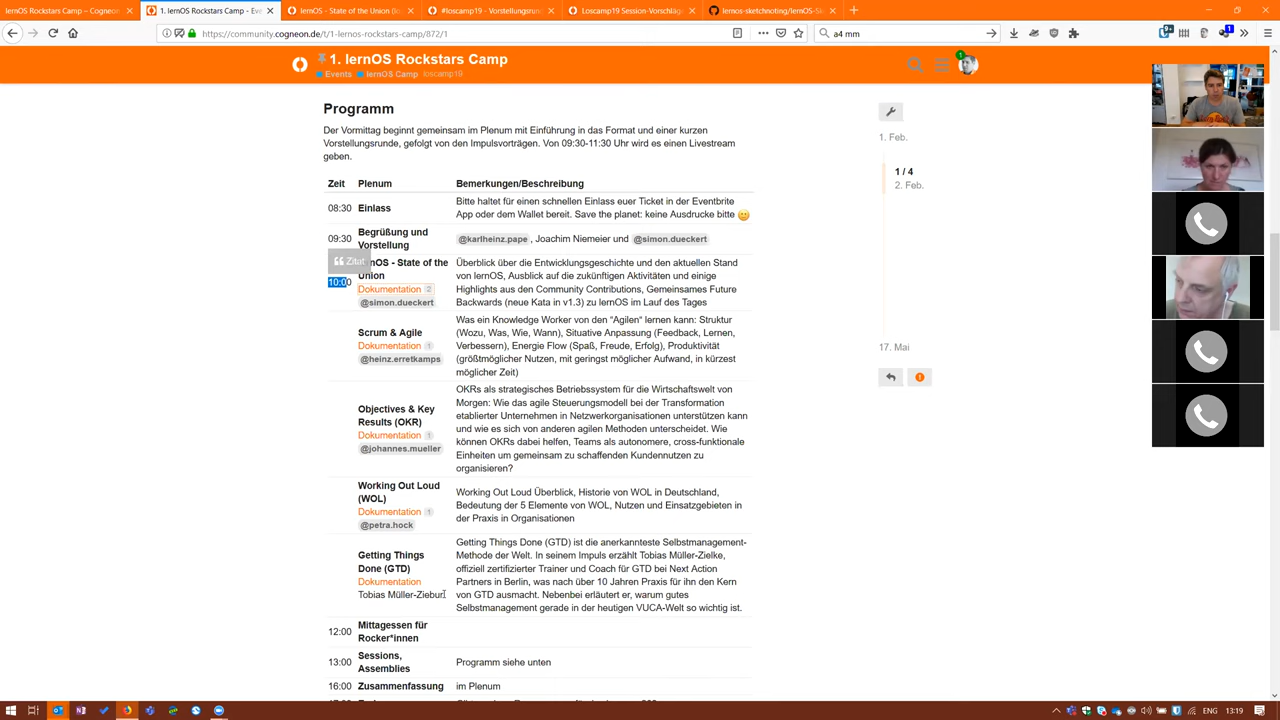 1. lernOS Rockstars Camp – Cogneon
1. lernOS Rockstars Camp - Eve
lernOS - State of the Union (ku
#loscamp19 - Vorstellungsrund
Loscamp19 Session-Vorschläge
lernos-sketchnoting/lernOS-Sk
https://community.cogneon.de/t/1-lernos-rockstars-camp/872/1
a4 mm
1. lernOS Rockstars Camp
Events
lernOS Camp
loscamp19
1
Programm
Der Vormittag beginnt gemeinsam im Plenum mit Einführung in das Format und einer kurzen
Vorstellungsrunde, gefolgt von den Impulsvorträgen. Von 09:30-11:30 Uhr wird es einen Livestream
geben.
Zeit Plenum Bemerkungen/Beschreibung
08:30 Einlass
Bitte haltet für einen schnellen Einlass euer Ticket in der Eventbrite
App oder dem Wallet bereit. Save the planet: keine Ausdrucke bitte
09:30
Begrüßung und
Vorstellung
@karlheinz.pape , Joachim Niemeier und @simon.dueckert
Zitat
10:00
State of the
Union
Dokumentation 2
@simon.dueckert
Überblick über die Entwicklungsgeschichte und den aktuellen Stand
von lernOS, Ausblick auf die zukünftigen Aktivitäten und einige
Highlights aus den Community Contributions, Gemeinsames Future
Backwards (neue Kata in v1.3) zu lernOS im Lauf des Tages
Scrum & Agile
Dokumentation 1
@heinz.erretkamps
Was ein Knowledge Worker von den "Agilen" lernen kann: Struktur
(Wozu, Was, Wie, Wann), Situative Anpassung (Feedback, Lernen,
Verbessern), Energie Flow (Spaß, Freude, Erfolg), Produktivität
(größtmöglicher Nutzen, mit geringst möglicher Aufwand, in kürzest
möglicher Zeit)
Objectives & Key
Results (OKR)
Dokumentation 1
@johannes.mueller
OKRs als strategisches Betriebssystem für die Wirtschaftswelt von
Morgen: Wie das agile Steuerungsmodell bei der Transformation
etablierter Unternehmen in Netzwerkorganisationen unterstützen kann
und wie es sich von anderen agilen Methoden unterscheidet. Wie
können OKRs dabei helfen, Teams als autonomere, cross-funktionale
Einheiten um gemeinsam zu schaffenden Kundennutzen zu
organisieren?
Working Out Loud
(WOL)
Dokumentation 1
@petra.hock
Working Out Loud Überblick, Historie von WOL in Deutschland,
Bedeutung der 5 Elemente von WOL, Nutzen und Einsatzgebieten in
der Praxis in Organisationen
Getting Things
Done (GTD)
Dokumentation
Tobias Müller-Ziebur
Getting Things Done (GTD) ist die anerkannteste Selbstmanagement-
Methode der Welt. In seinem Impuls erzählt Tobias Müller-Zielke,
offiziell zertifizierter Trainer und Coach für GTD bei Next Action
Partners in Berlin, was nach über 10 Jahren Praxis für ihn den Kern
von GTD ausmacht. Nebenbei erläutert er, warum gutes
Selbstmanagement gerade in der heutigen VUCA-Welt so wichtig ist.
12:00
Mittagessen für
Rocker*innen
13:00
Sessions,
Assemblies
Programm siehe unten
16:00 Zusammenfassung im Plenum
1. Feb.
1 / 4
2. Feb.
17. Mai
ENG 13:19